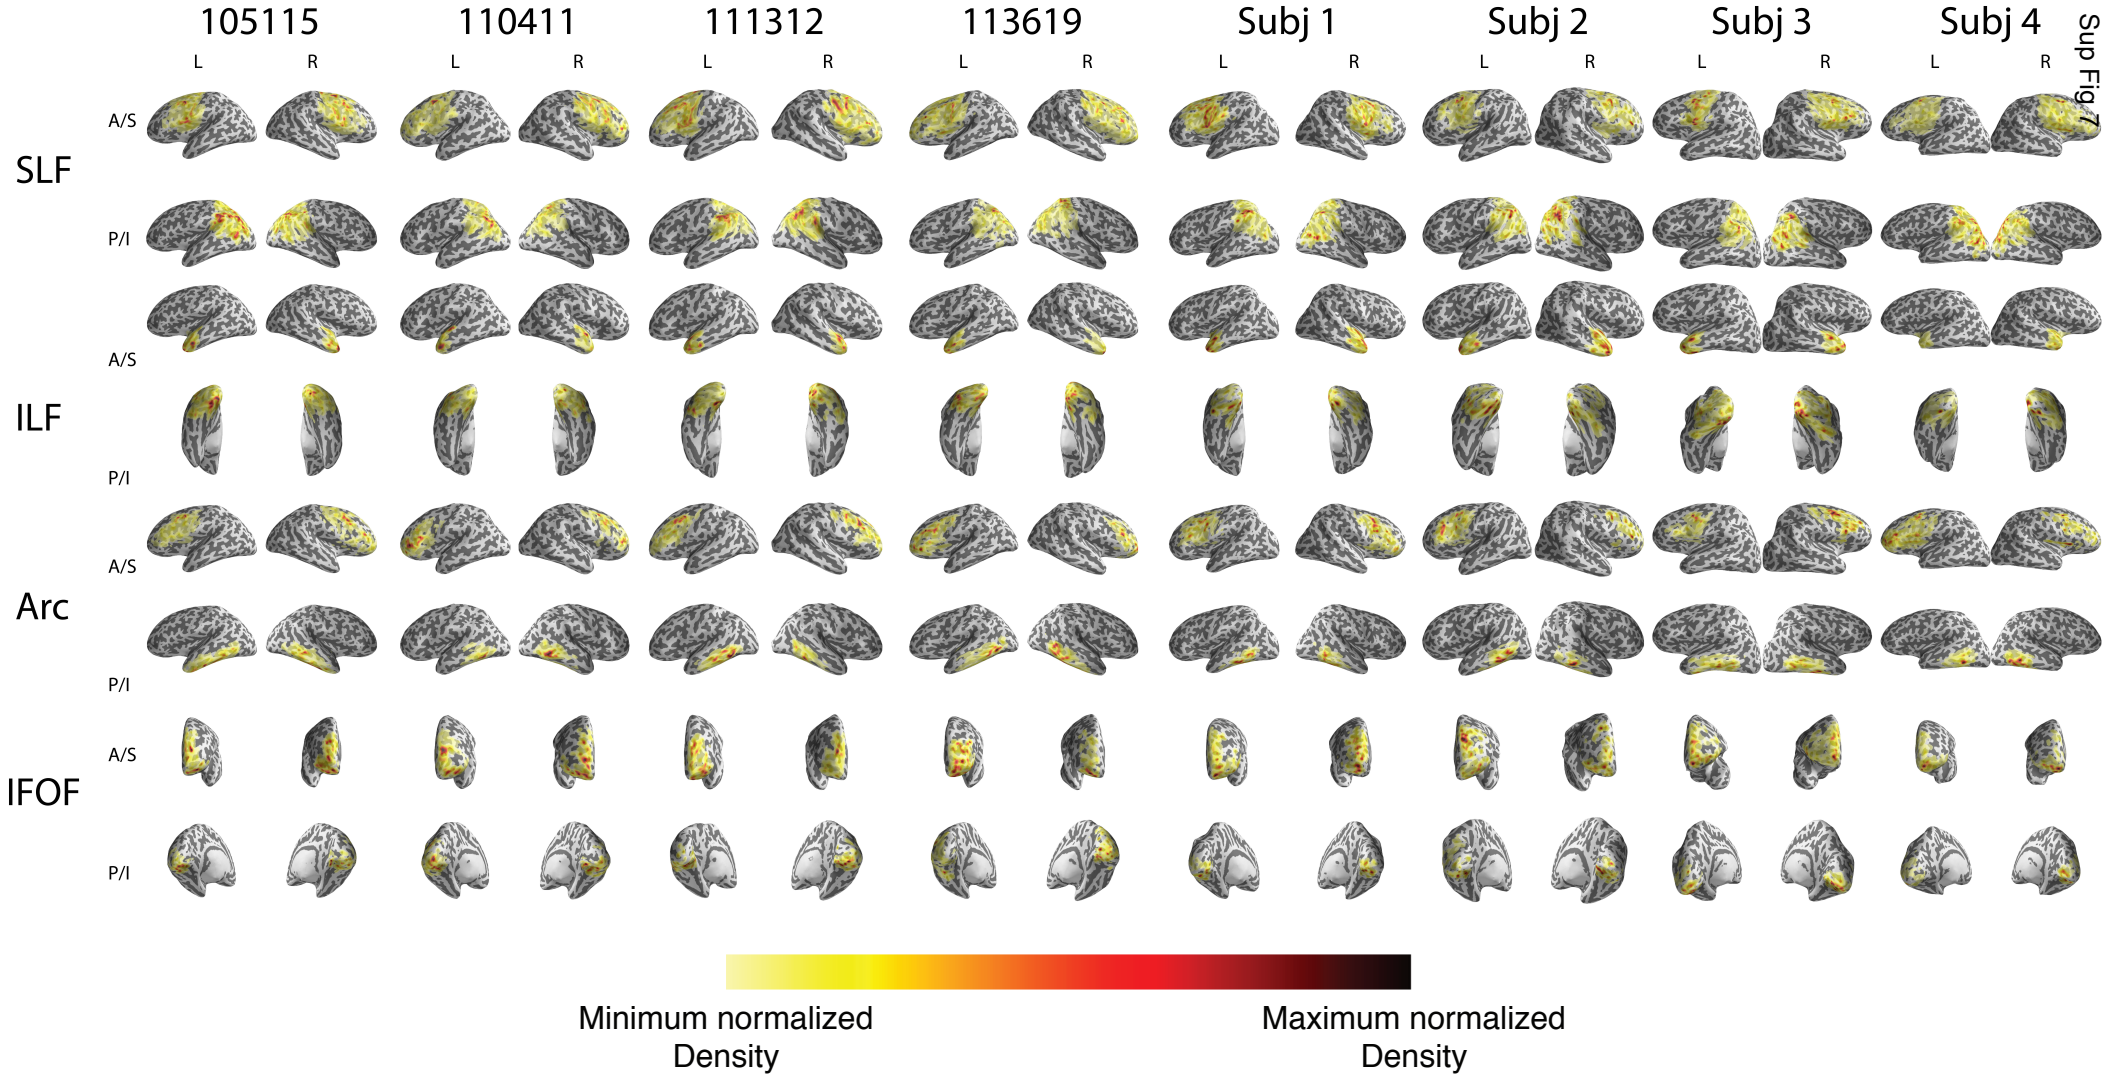 105115 110411 111312 113619 Subj 1 Subj 2 Subj 3 Subj 4
Sup Fig 7
L R L R L R L R L R L R L R L R
A/S
SLF
P/I
A/S
ILF
P/I
A/S
Arc
P/I
A/S
IFOF
P/I
Minimum normalized
Density
Maximum normalized
Density